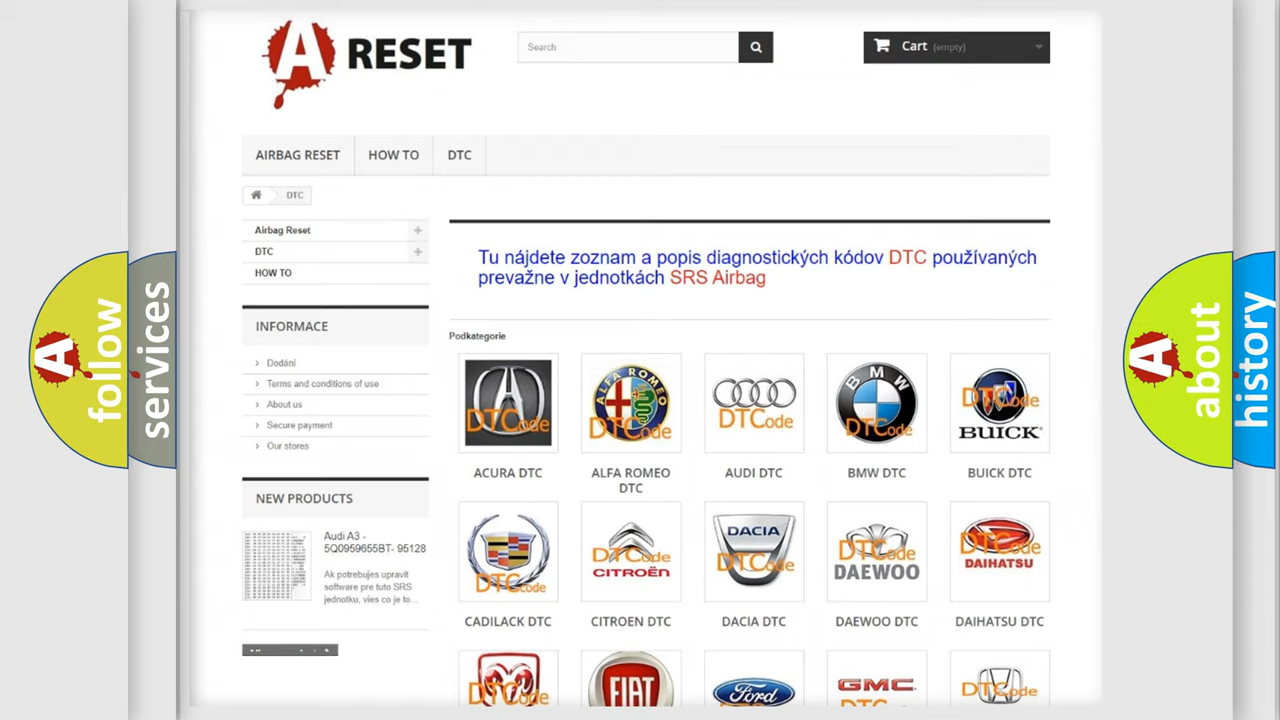 A RESET
Search
Cart (empty)
AIRBAG RESET
HOW TO
DTC
DTC
Airbag Reset
DTC
HOW TO
Tu nájdete zoznam a popis diagnostických kódov DTC používaných
prevažne v jednotkách SRS Airbag
INFORMACE
Dodání
Terms and conditions of use
About us
Secure payment
Our stores
NEW PRODUCTS
Audi A3 -
5Q0959655BT- 95128
Ak potrebujes upravit
software pre tuto SRS
jednotku, vies co je to...
Podkategorie
DTCode
ALFA ROMEO
DTCode
DTCode
BMW
DTCode
DTCode
BUICK
ACURA DTC
ALFA ROMEO
DTC
AUDI DTC
BMW DTC
BUICK DTC
DTCode
DTCode
CITROËN
DACIA
DTCode
DTCode
DAEWOO
DTCode
DAIHATSU
CADILACK DTC
CITROEN DTC
DACIA DTC
DAEWOO DTC
DAIHATSU DTC
DTCode
FIAT
Ford
GMC
DTCode
A follow
services
A about
history